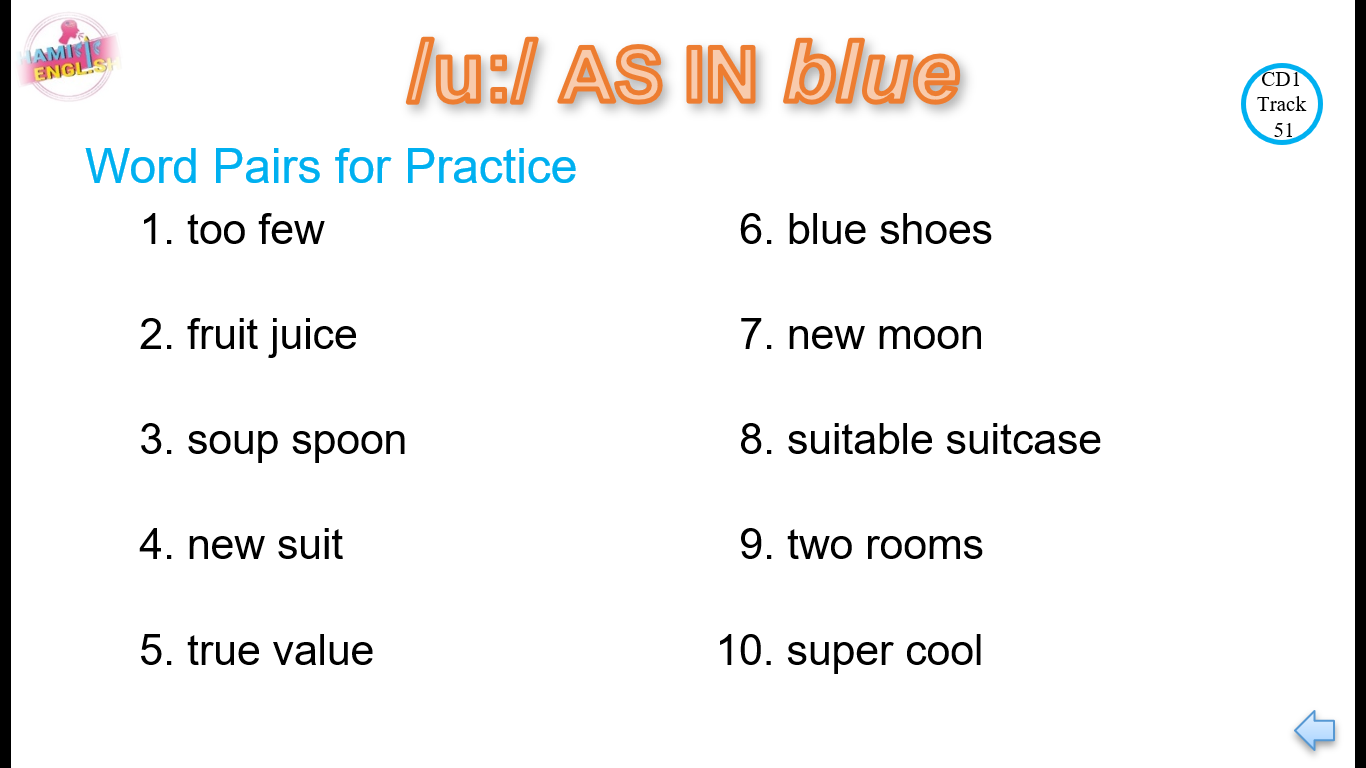 /u:/ AS IN blue
CD1
Track
51
Word Pairs for Practice
1. too few
2. fruit juice
3. soup spoon
4. new suit
5. true value
6. blue shoes
7. new moon
8. suitable suitcase
9. two rooms
10. super cool